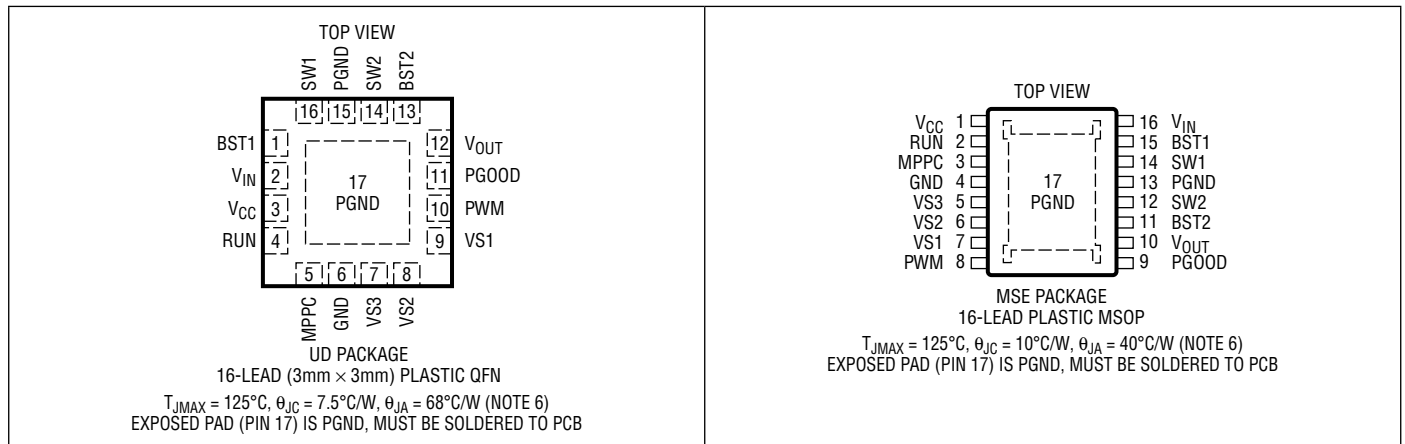 TOP VIEW
SW1 PGND SW2 BST2
16 15 14 13
BST1 1 12 VOUT
VIN 2 11 PGOOD
17
PGND
VCC 3 10 PWM
RUN 4 9 VS1
5 6 7 8
MPPC GND VS3 VS2
UD PACKAGE
16-LEAD (3mm × 3mm) PLASTIC QFN
TJMAX = 125°C, θJC = 7.5°C/W, θJA = 68°C/W (NOTE 6)
EXPOSED PAD (PIN 17) IS PGND, MUST BE SOLDERED TO PCB
TOP VIEW
VCC 1 16 VIN
RUN 2 15 BST1
MPPC 3 14 SW1
GND 4 13 PGND
17
PGND
VS3 5 12 SW2
VS2 6 11 BST2
VS1 7 10 VOUT
PWM 8 9 PGOOD
MSE PACKAGE
16-LEAD PLASTIC MSOP
TJMAX = 125°C, θJC = 10°C/W, θJA = 40°C/W (NOTE 6)
EXPOSED PAD (PIN 17) IS PGND, MUST BE SOLDERED TO PCB